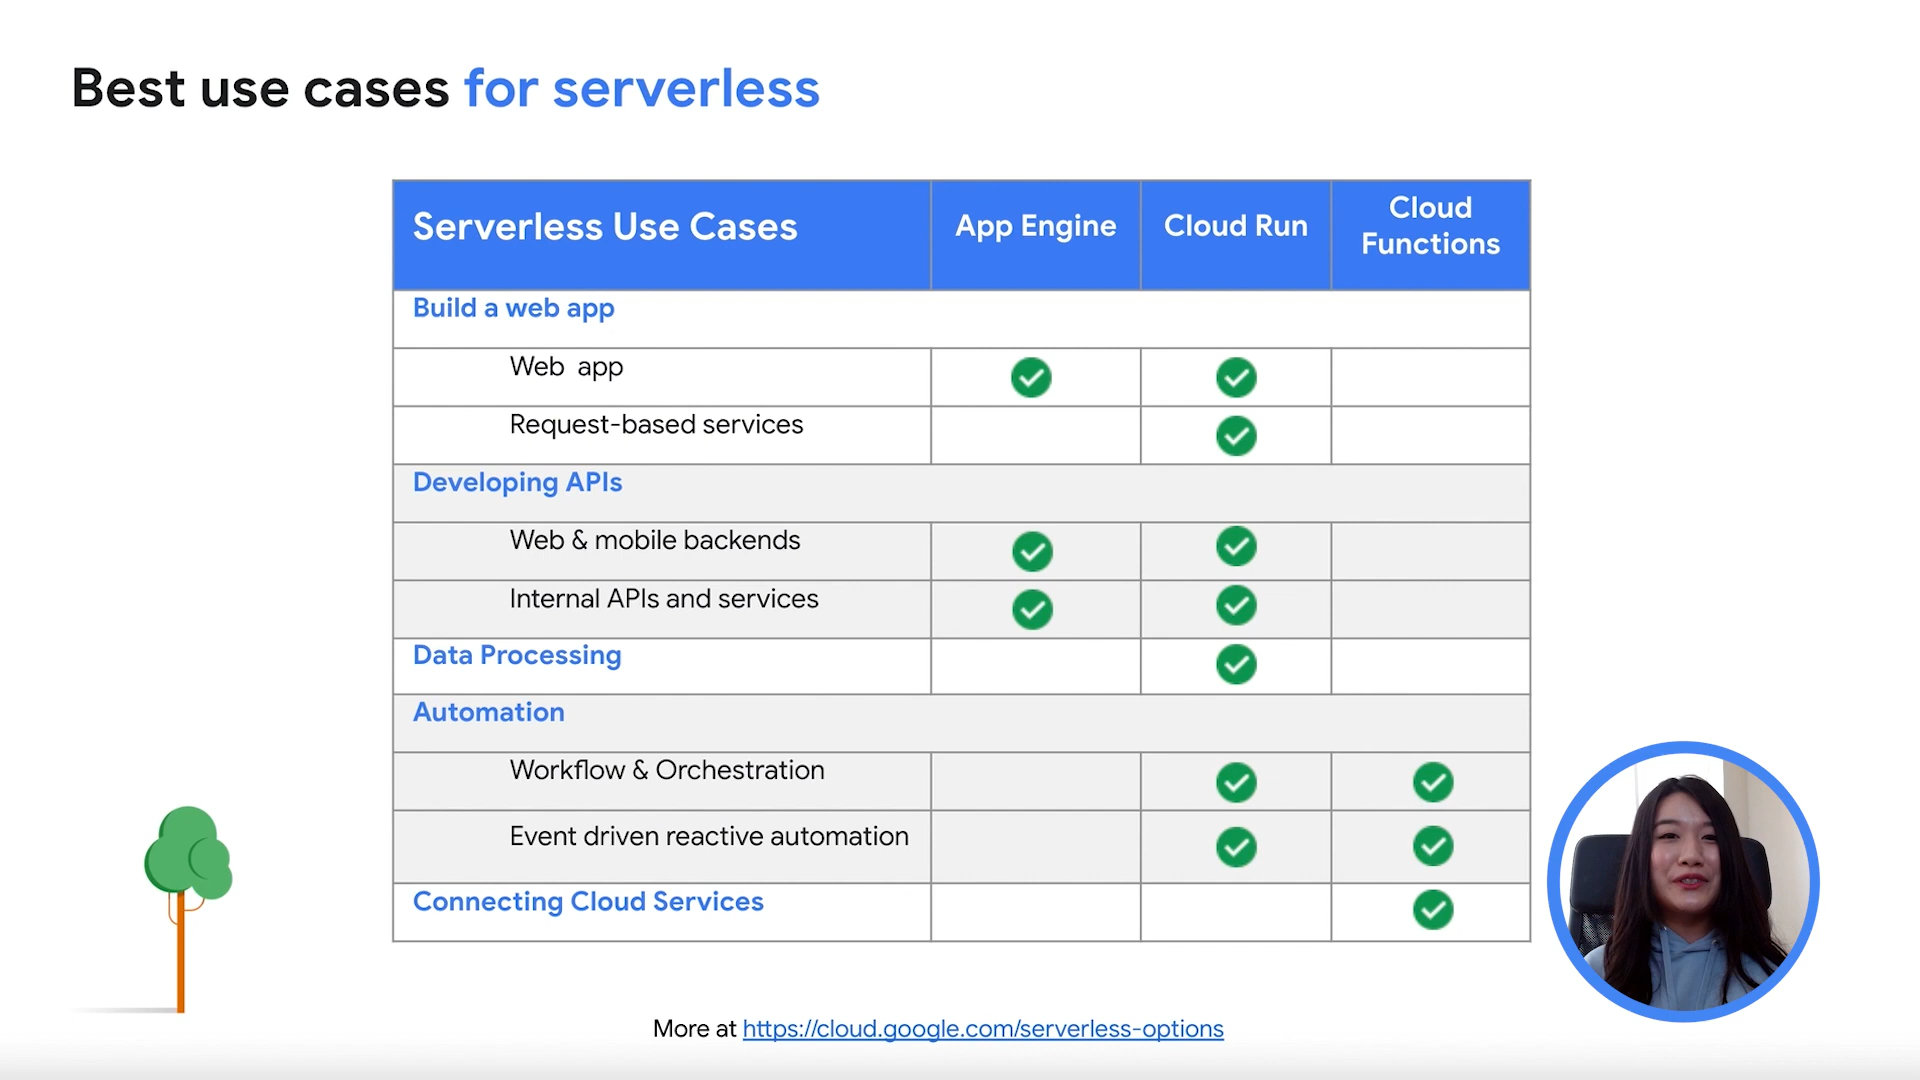 Best use cases for serverless
Serverless Use Cases
App Engine
Cloud Run
Cloud
Functions
Build a web app
Web app
Request-based services
Developing APIs
Web & mobile backends
Internal APIs and services
Data Processing
Automation
Workflow & Orchestration
Event driven reactive automation
Connecting Cloud Services
More at https://cloud.google.com/serverless-options